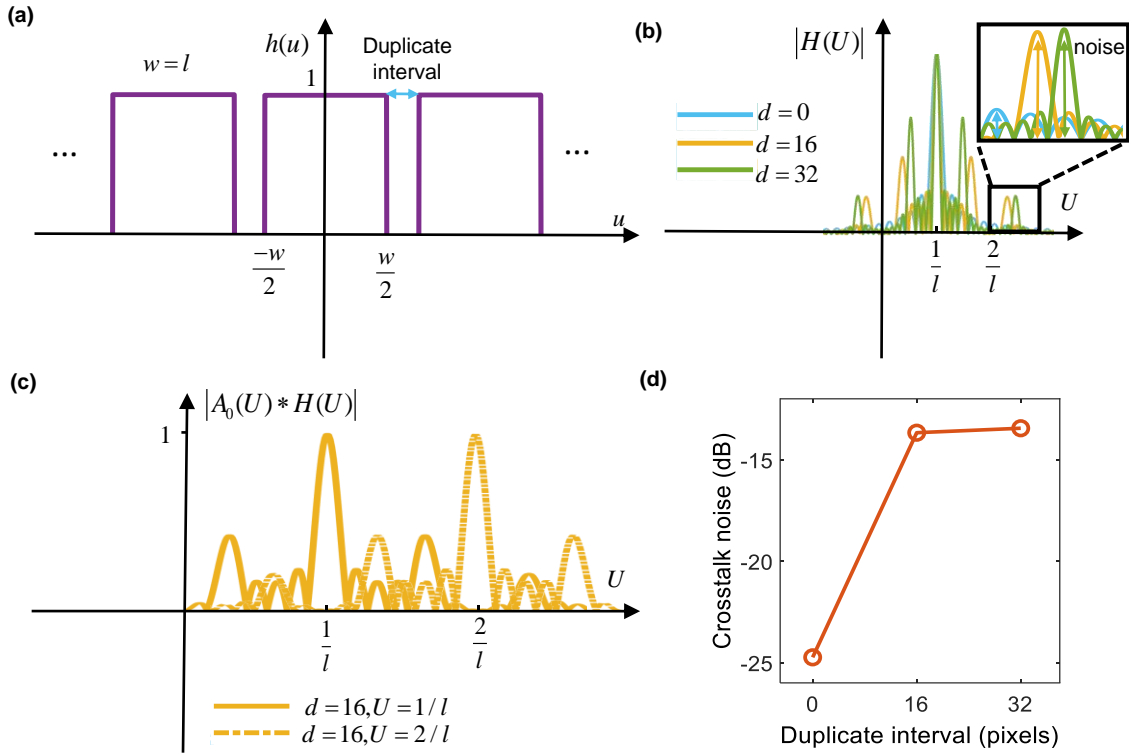 (a)
h(u)
w = l
1
Duplicate
interval
...
...
u
-w/2
w/2
(b)
|H(U)|
noise
d = 0
d = 16
d = 32
U
1/l
2/l
(c)
|A₀(U) * H(U)|
1
U
1/l
2/l
d = 16, U = 1/l
d = 16, U = 2/l
(d)
Crosstalk noise (dB)
-15
-20
-25
0 16 32
Duplicate interval (pixels)